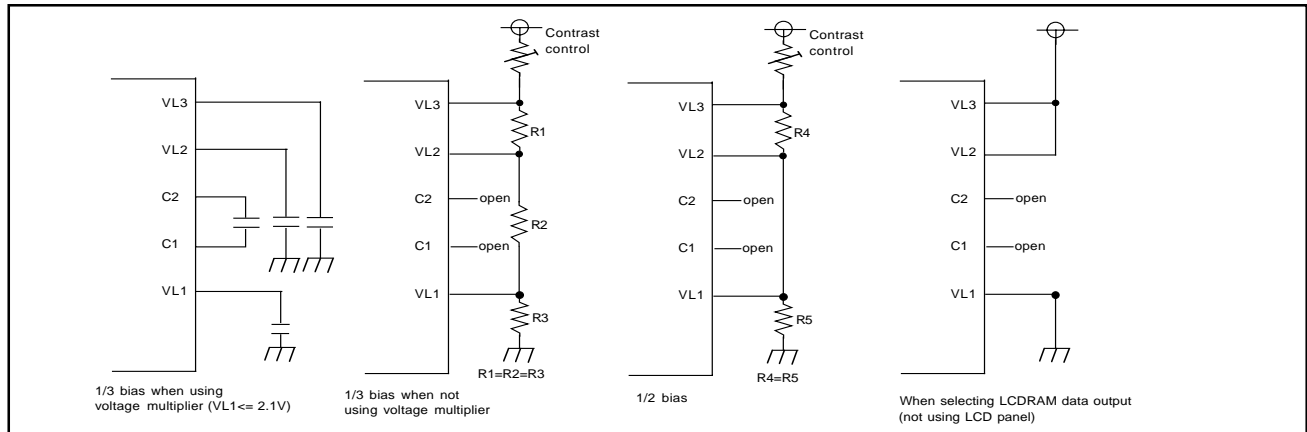 VL3
VL2
C2
C1
VL1
1/3 bias when using
voltage multiplier (VL1<= 2.1V)
Contrast
control
VL3
R1
VL2
C2
open
R2
C1
open
VL1
R3
R1=R2=R3
1/3 bias when not
using voltage multiplier
Contrast
control
VL3
R4
VL2
C2
open
C1
open
VL1
R5
R4=R5
1/2 bias
VL3
VL2
C2
open
C1
open
VL1
When selecting LCDRAM data output
(not using LCD panel)